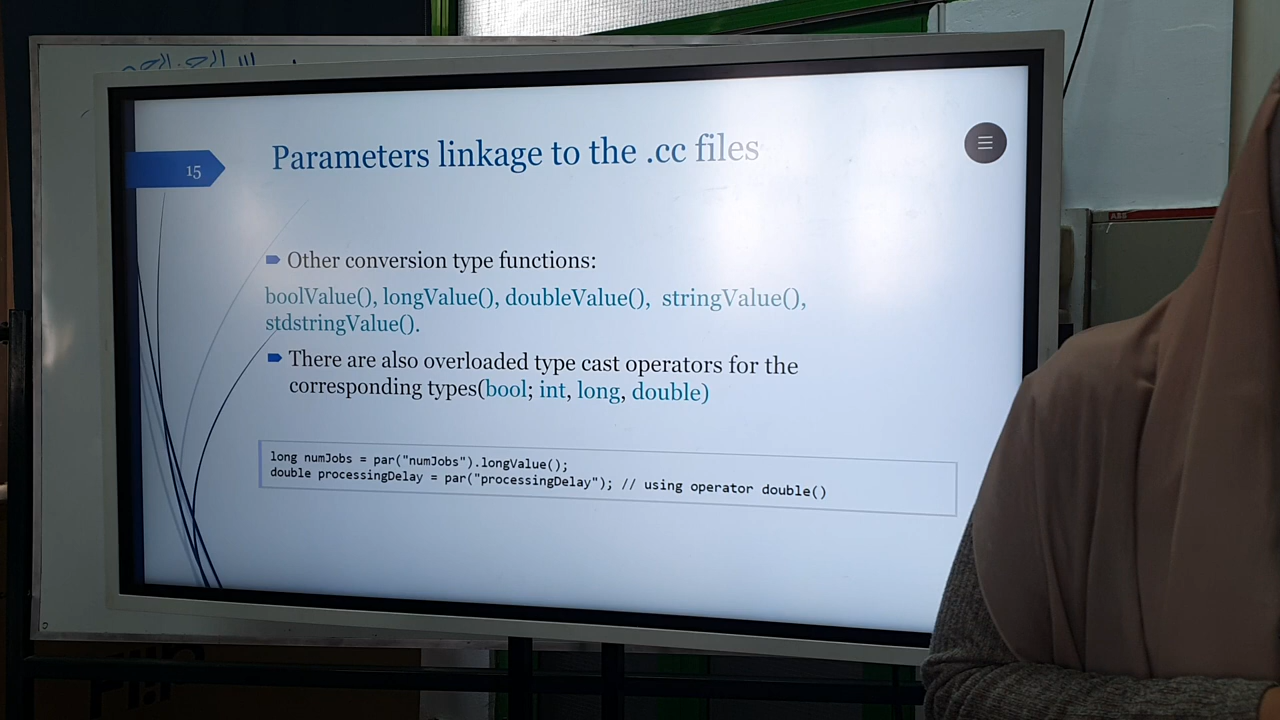 15
Parameters linkage to the .cc files
Other conversion type functions:
boolValue(), longValue(), doubleValue(), stringValue(),
stdstringValue().
There are also overloaded type cast operators for the
corresponding types(bool; int, long, double)
long numJobs = par("numJobs").longValue();
double processingDelay = par("processingDelay"); // using operator double()
ABB